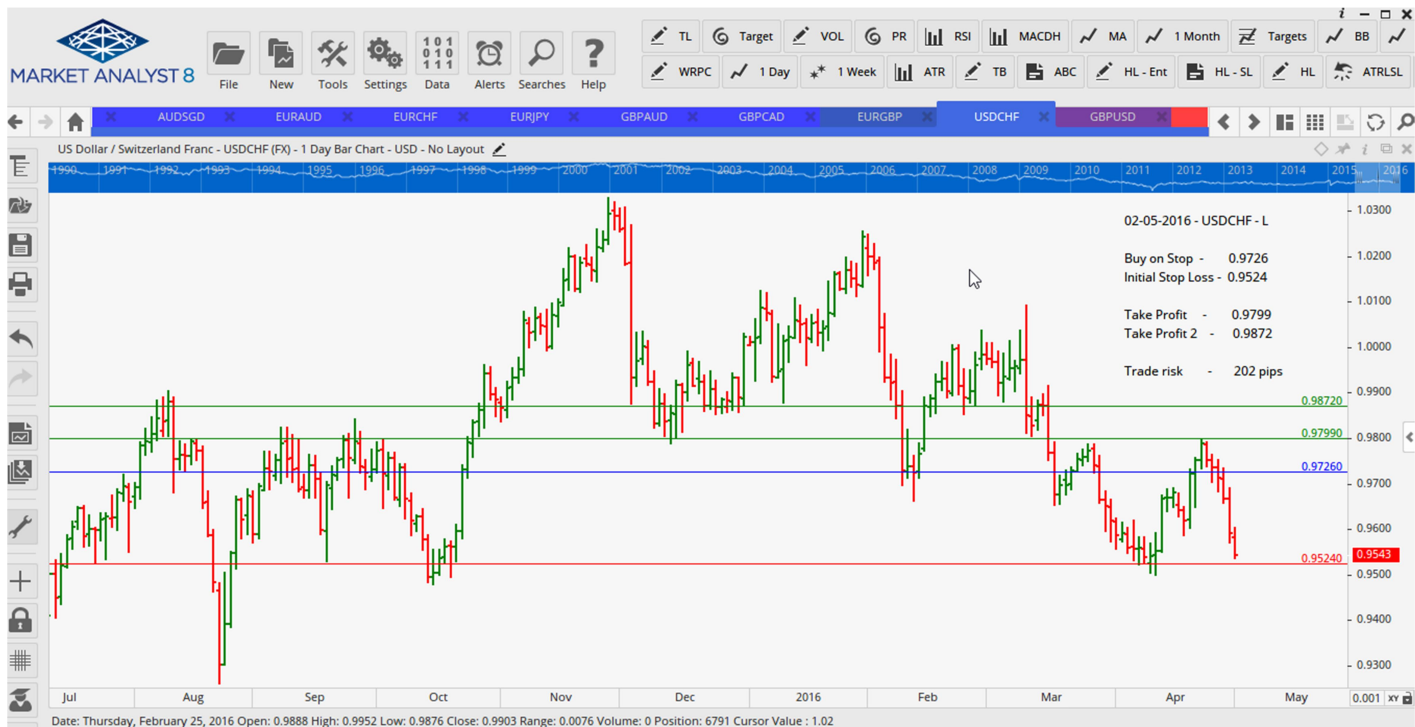 MARKET ANALYST 8
File New Tools Settings Data Alerts Searches Help
101
010
111
TL Target VOL PR RSI MACDH MA 1 Month Targets BB
WRPC 1 Day 1 Week ATR TB ABC HL - Ent HL - SL HL ATRLSL
AUDSGD EURAUD EURCHF EURJPY GBPAUD GBPCAD EURGBP USDCHF GBPUSD
US Dollar / Switzerland Franc - USDCHF (FX) - 1 Day Bar Chart - USD - No Layout
1990 1991 1992 1993 1994 1995 1996 1997 1998 1999 2000 2001 2002 2003 2004 2005 2006 2007 2008 2009 2010 2011 2012 2013 2014 2015 2016
02-05-2016 - USDCHF - L
Buy on Stop - 0.9726
Initial Stop Loss - 0.9524
Take Profit - 0.9799
Take Profit 2 - 0.9872
Trade risk - 202 pips
0.98720
0.97990
0.97260
0.95240
1.0300
1.0200
1.0100
1.0000
0.9900
0.9800
0.9700
0.9600
0.9543
0.9500
0.9400
0.9300
Jul Aug Sep Oct Nov Dec 2016 Feb Mar Apr May 0.001 XY
Date: Thursday, February 25, 2016 Open: 0.9888 High: 0.9952 Low: 0.9876 Close: 0.9903 Range: 0.0076 Volume: 0 Position: 6791 Cursor Value : 1.02